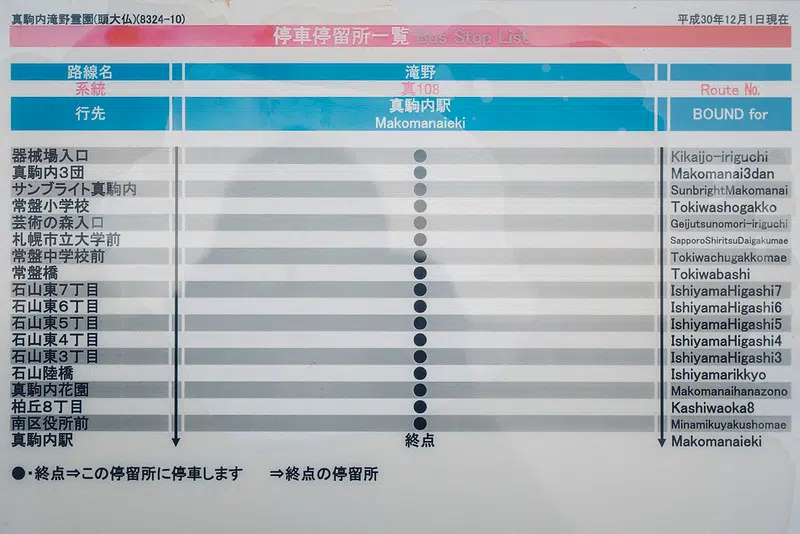 真駒内滝野霊園(頭大仏)(8324-10) 平成30年12月1日現在
停車停留所一覧 Bus Stop List
路線名 滝野
系統 真108 Route No.
行先 真駒内駅 Makomanaieki BOUND for
器械場入口 ● Kikaijo-iriguchi
真駒内3団 ● Makomanai3dan
サンブライト真駒内 ● SunbrightMakomanai
常盤小学校 ● Tokiwashogakko
芸術の森入口 ● Geijutsunomori-iriguchi
札幌市立大学前 ● SapporoShiritsuDaigakumae
常盤中学校前 ● Tokiwachugakkomae
常盤橋 ● Tokiwabashi
石山東7丁目 ● IshiyamaHigashi7
石山東6丁目 ● IshiyamaHigashi6
石山東5丁目 ● IshiyamaHigashi5
石山東4丁目 ● IshiyamaHigashi4
石山東3丁目 ● IshiyamaHigashi3
石山陸橋 ● Ishiyamarikkyo
真駒内花園 ● Makomanaihanazono
柏丘8丁目 ● Kashiwaoka8
南区役所前 ● Minamikuyakushomae
真駒内駅 終点 Makomanaieki
●・終点⇒この停留所に停車します ⇒終点の停留所